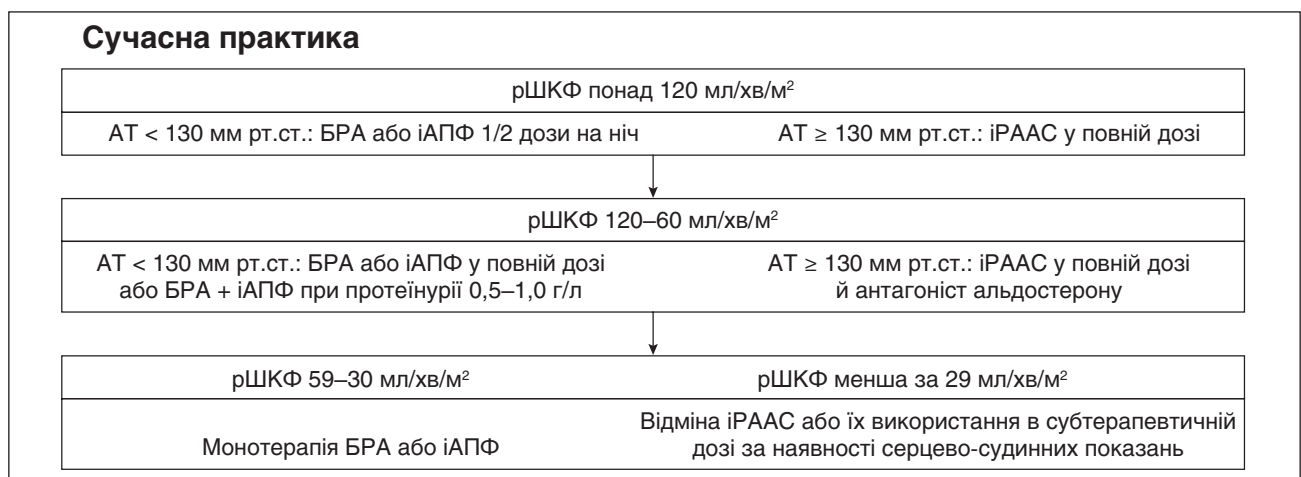 Сучасна практика
рШКФ понад 120 мл/хв/м²
АТ < 130 мм рт.ст.: БРА або іАПФ 1/2 дози на ніч
АТ ≥ 130 мм рт.ст.: іРААС у повній дозі
рШКФ 120–60 мл/хв/м²
АТ < 130 мм рт.ст.: БРА або іАПФ у повній дозі
або БРА + іАПФ при протеїнурії 0,5–1,0 г/л
АТ ≥ 130 мм рт.ст.: іРААС у повній дозі
й антагоніст альдостерону
рШКФ 59–30 мл/хв/м²
Монотерапія БРА або іАПФ
рШКФ менша за 29 мл/хв/м²
Відміна іРААС або їх використання в субтерапевтичній
дозі за наявності серцево-судинних показань